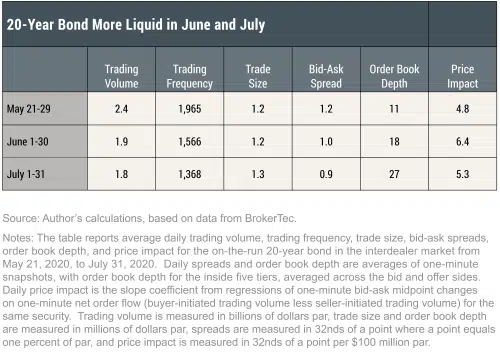 20-Year Bond More Liquid in June and July
Trading Volume Trading Frequency Trade Size Bid-Ask Spread Order Book Depth Price Impact
May 21-29 2.4 1,965 1.2 1.2 11 4.8
June 1-30 1.9 1,566 1.2 1.0 18 6.4
July 1-31 1.8 1,368 1.3 0.9 27 5.3
Source: Author's calculations, based on data from BrokerTec.
Notes: The table reports average daily trading volume, trading frequency, trade size, bid-ask spreads,
order book depth, and price impact for the on-the-run 20-year bond in the interdealer market from
May 21, 2020, to July 31, 2020. Daily spreads and order book depth are averages of one-minute
snapshots, with order book depth for the inside five tiers, averaged across the bid and offer sides.
Daily price impact is the slope coefficient from regressions of one-minute bid-ask midpoint changes
on one-minute net order flow (buyer-initiated trading volume less seller-initiated trading volume) for the
same security. Trading volume is measured in billions of dollars par, trade size and order book depth
are measured in millions of dollars par, spreads are measured in 32nds of a point where a point equals
one percent of par, and price impact is measured in 32nds of a point per $100 million par.